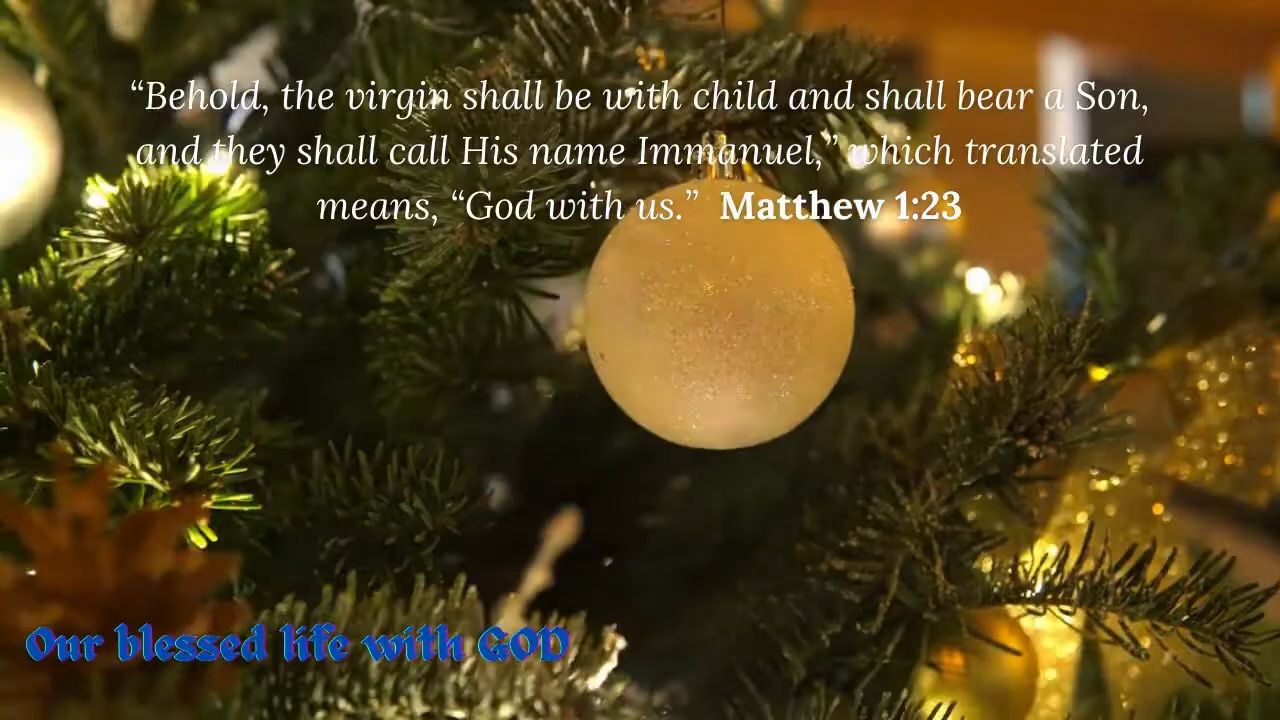 “Behold, the virgin shall be with child and shall bear a Son,
and they shall call His name Immanuel,” which translated
means, “God with us.” Matthew 1:23
Our blessed life with GOD